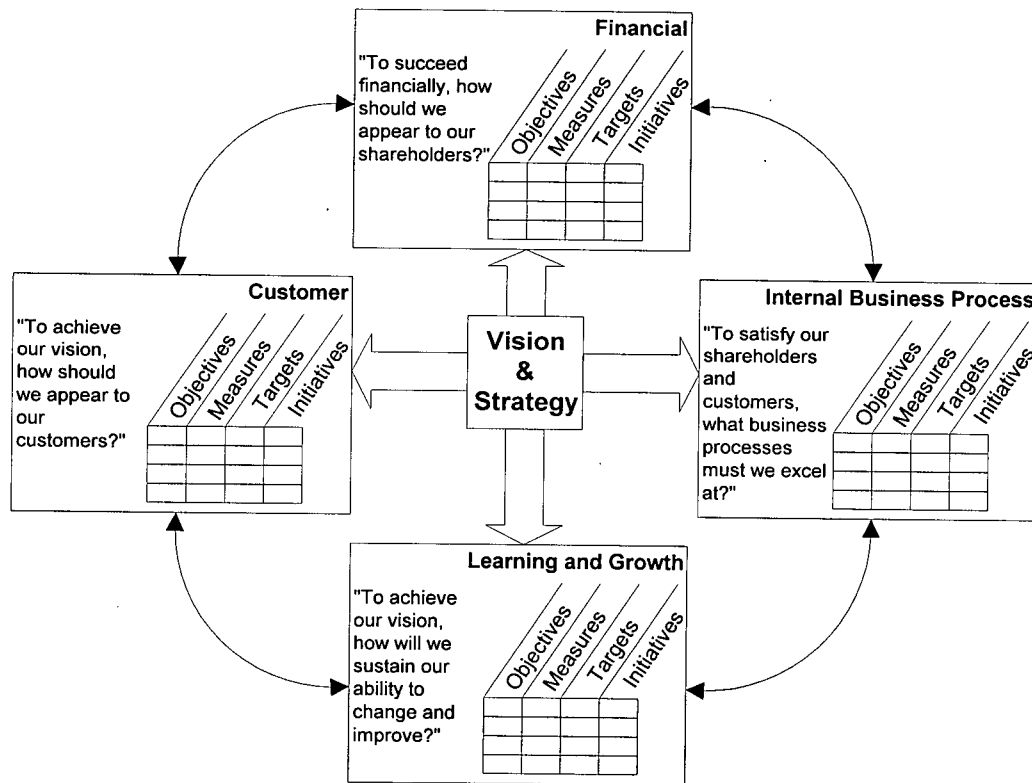 Financial
"To succeed
financially, how
should we
appear to our
shareholders?"
Objectives
Measures
Targets
Initiatives
Customer
"To achieve
our vision,
how should
we appear to
our
customers?"
Objectives
Measures
Targets
Initiatives
Vision
&
Strategy
Internal Business Process
"To satisfy our
shareholders
and
customers,
what business
processes
must we excel
at?"
Objectives
Measures
Targets
Initiatives
Learning and Growth
"To achieve
our vision,
how will we
sustain our
ability to
change and
improve?"
Objectives
Measures
Targets
Initiatives